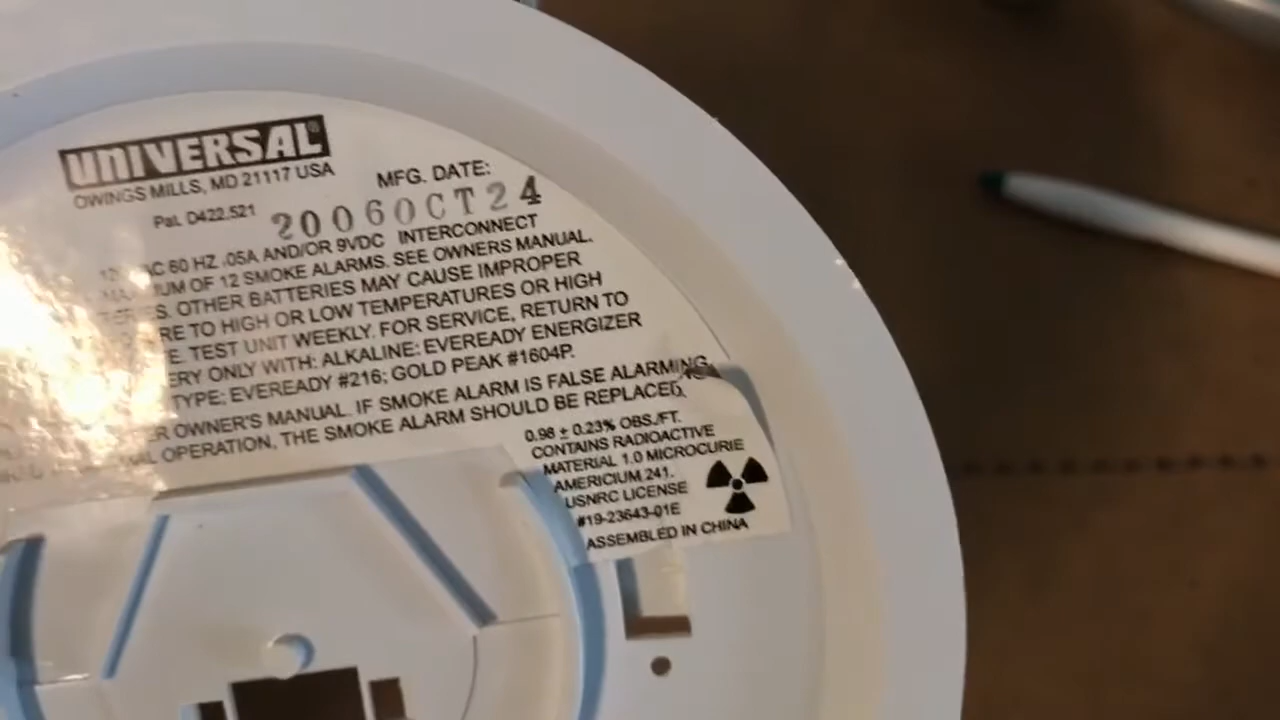 UNIVERSAL®
OWINGS MILLS, MD 21117 USA
MFG. DATE:
Pat. D422,521
2006OCT24
AC 60 HZ .05A AND/OR 9VDC INTERCONNECT
OF 12 SMOKE ALARMS. SEE OWNERS MANUAL.
OTHER BATTERIES MAY CAUSE IMPROPER
TO HIGH OR LOW TEMPERATURES OR HIGH
TEST UNIT WEEKLY. FOR SERVICE, RETURN TO
ONLY WITH: ALKALINE: EVEREADY ENERGIZER
TYPE: EVEREADY #216; GOLD PEAK #1604P.
OWNER'S MANUAL. IF SMOKE ALARM IS FALSE ALARMING
OPERATION, THE SMOKE ALARM SHOULD BE REPLACED.
0.98 ± 0.23% OBS./FT.
CONTAINS RADIOACTIVE
MATERIAL 1.0 MICROCURIE
AMERICIUM 241.
USNRC LICENSE
#19-23643-01E
ASSEMBLED IN CHINA